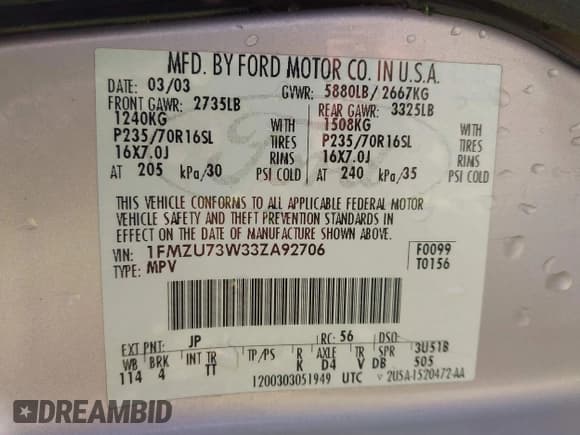 MFD. BY FORD MOTOR CO. IN U.S.A.
DATE: 03/03 GVWR: 5880LB/2667KG
FRONT GAWR: 2735LB REAR GAWR: 3325LB
1240KG WITH 1508KG WITH
P235/70R16SL TIRES P235/70R16SL TIRES
16X7.0J RIMS 16X7.0J RIMS
AT 205 kPa/30 PSI COLD AT 240 kPa/35 PSI COLD
THIS VEHICLE CONFORMS TO ALL APPLICABLE FEDERAL MOTOR
VEHICLE SAFETY AND THEFT PREVENTION STANDARDS IN
EFFECT ON THE DATE OF MANUFACTURE SHOWN ABOVE.
VIN: 1FMZU73W33ZA92706 F0099
TYPE: MPV T0156
EXT PNT: JP RC: 56 DSO:
WB BRK INT TR TP/PS R AXLE TR SPR 3U51B
114 4 TT K D4 V DB 505
1200303051949 UTC ▽ 2USA-1520472-AA
Ford
DREAMBID